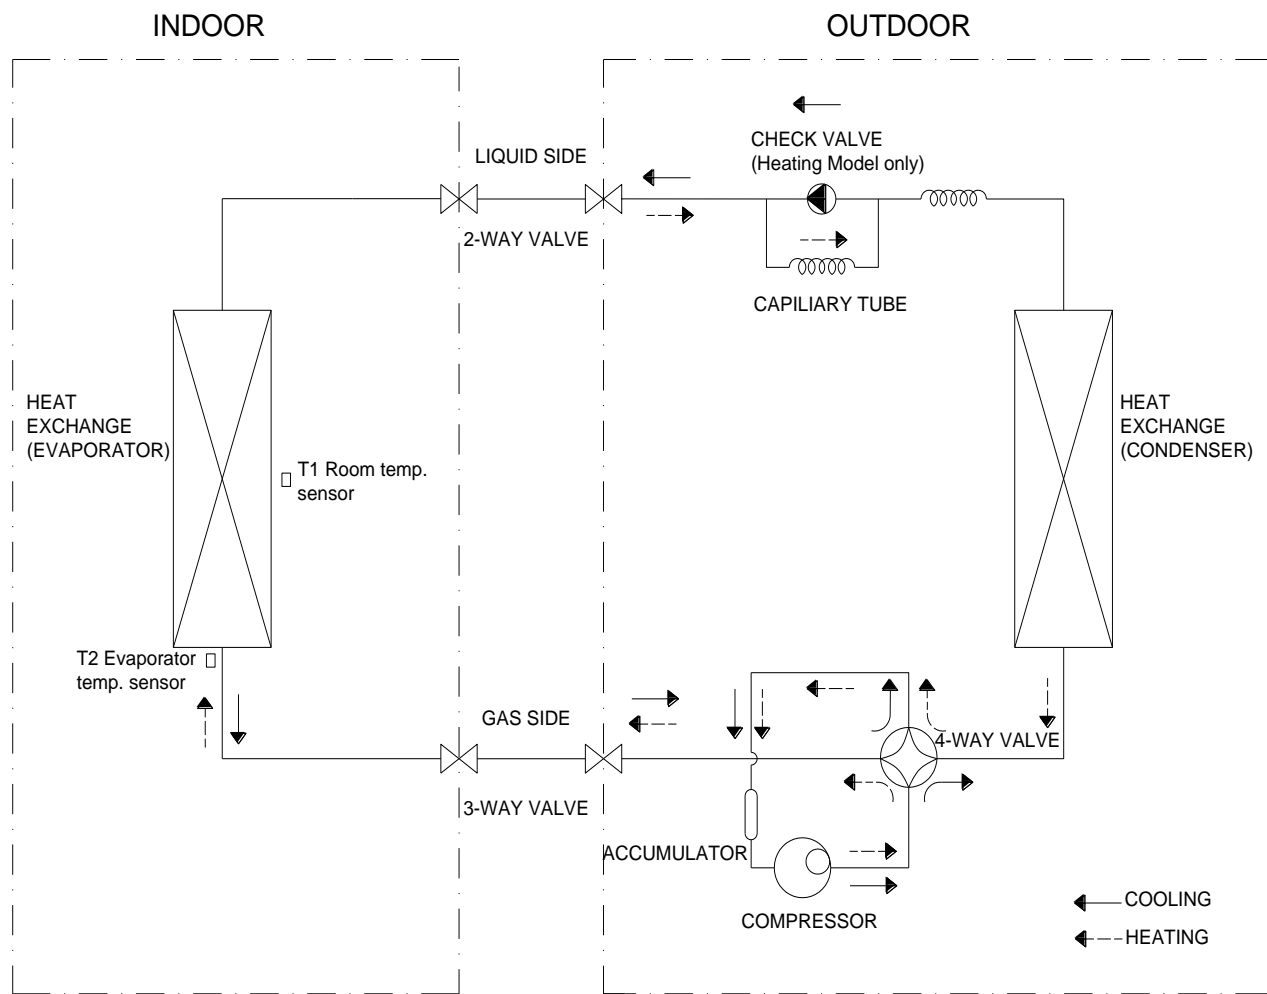 INDOOR
OUTDOOR
LIQUID SIDE
CHECK VALVE
(Heating Model only)
2-WAY VALVE
CAPILIARY TUBE
HEAT
EXCHANGE
(EVAPORATOR)
T1 Room temp.
sensor
HEAT
EXCHANGE
(CONDENSER)
T2 Evaporator
temp. sensor
GAS SIDE
4-WAY VALVE
3-WAY VALVE
ACCUMULATOR
COMPRESSOR
COOLING
HEATING